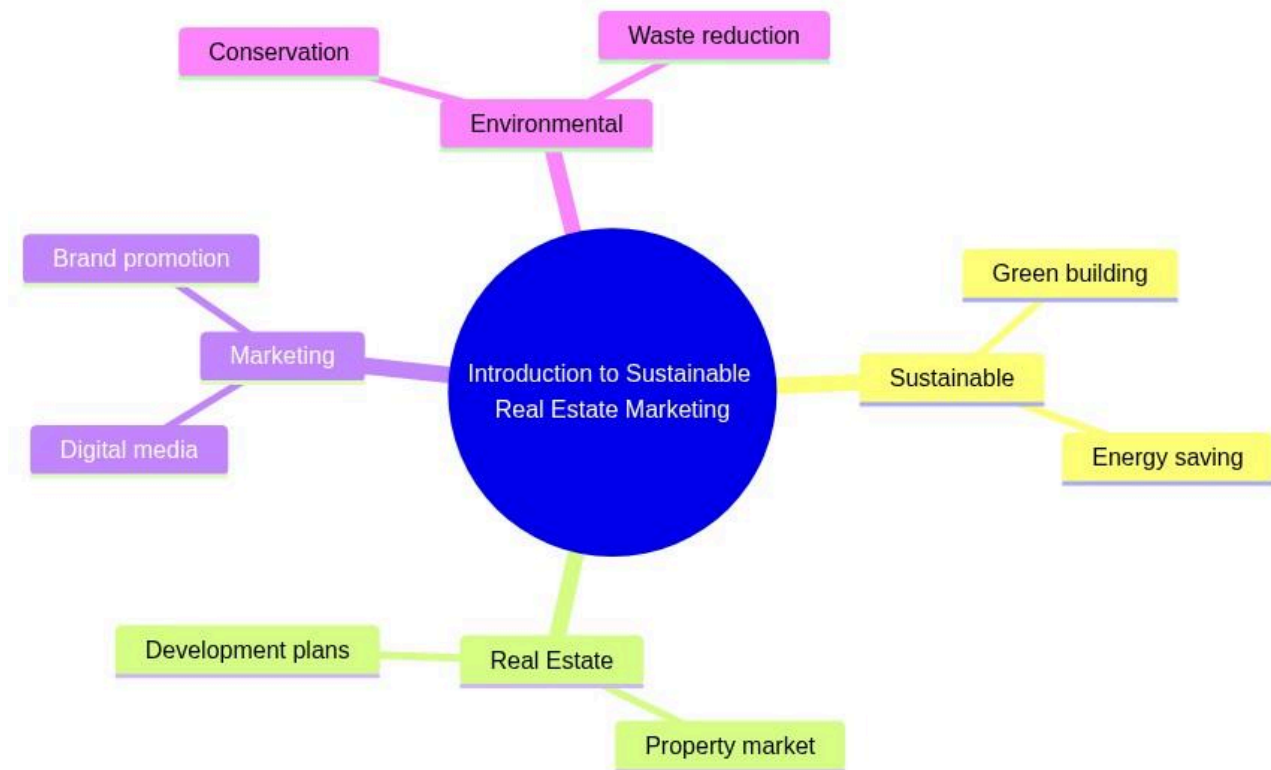 Conservation
Waste reduction
Environmental
Brand promotion
Marketing
Digital media
Introduction to Sustainable
Real Estate Marketing
Green building
Sustainable
Energy saving
Development plans
Real Estate
Property market